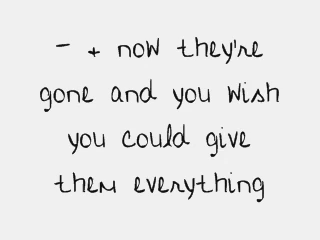 - + now they're
gone and you wish
you could give
them everything